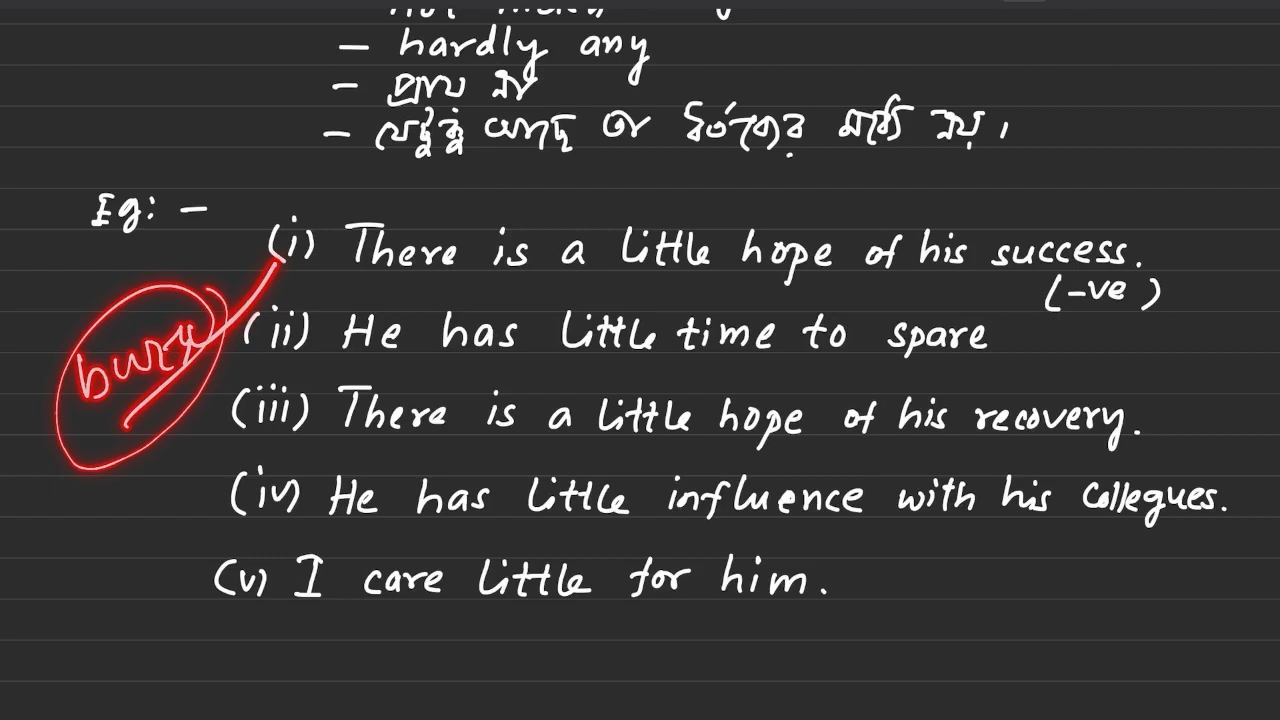 - hardly any
- প্রায় নয়
- তা
Eg: -
(i) There is a little hope of his success.
(-ve)
(ii) He has little time to spare
(iii) There is a little hope of his recovery.
(iv) He has little influence with his collegues.
(v) I care little for him.